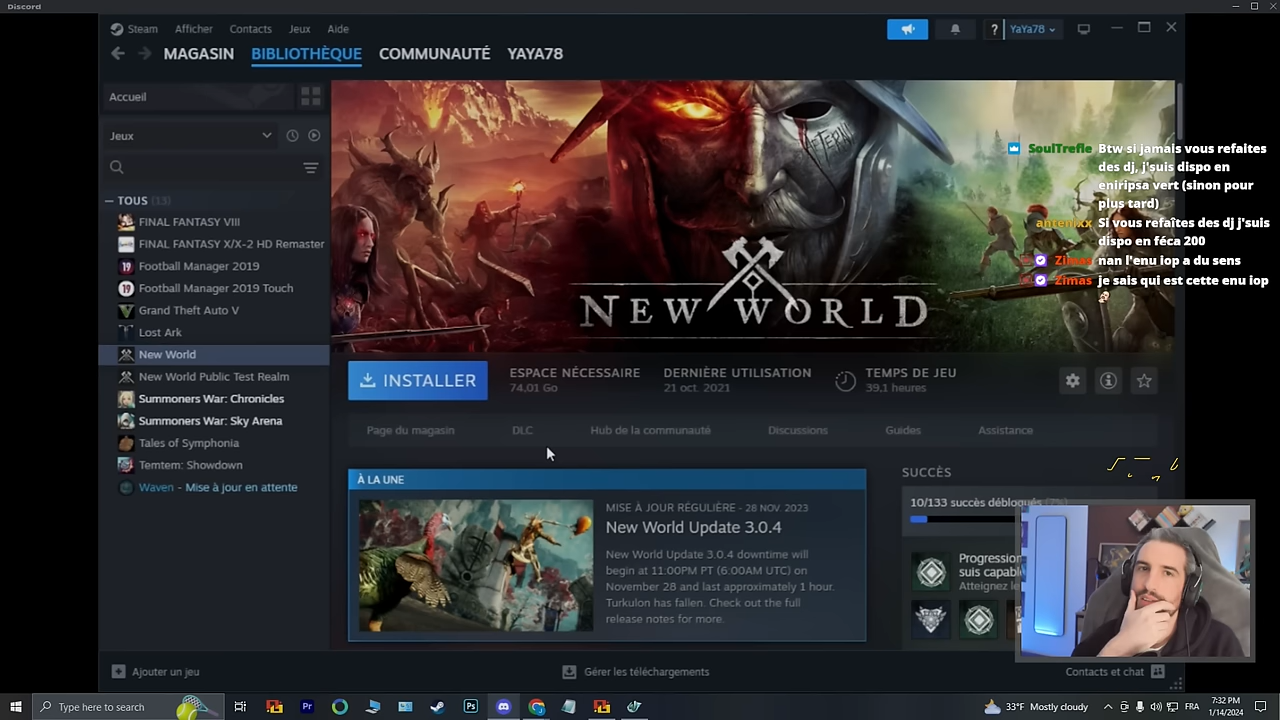 Discord
Steam Afficher Contacts Jeux Aide
? YaYa78
MAGASIN BIBLIOTHÈQUE COMMUNAUTÉ YAYA78
Accueil
Jeux
TOUS (13)
FINAL FANTASY VIII
FINAL FANTASY X/X-2 HD Remaster
Football Manager 2019
Football Manager 2019 Touch
Grand Theft Auto V
Lost Ark
New World
New World Public Test Realm
Summoners War: Chronicles
Summoners War: Sky Arena
Tales of Symphonia
Temtem: Showdown
Waven - Mise à jour en attente
Ajouter un jeu
NEW WORLD
INSTALLER
ESPACE NÉCESSAIRE
74,01 Go
DERNIÈRE UTILISATION
21 oct. 2021
TEMPS DE JEU
39,1 heures
Page du magasin DLC Hub de la communauté Discussions Guides Assistance
À LA UNE
MISE À JOUR RÉGULIÈRE - 28 NOV. 2023
New World Update 3.0.4
New World Update 3.0.4 downtime will
begin at 11:00PM PT (6:00AM UTC) on
November 28 and last approximately 1 hour.
Turkulon has fallen. Check out the full
release notes for more.
SUCCÈS
10/133 succès débloqués (7%)
Progression
suis capabl
Atteignez le
Gérer les téléchargements
Contacts et chat
SoulTrefle Btw si jamais vous refaites
des dj, j'suis dispo en
eniripsa vert (sinon pour
plus tard)
antenixx Si vous refaîtes des dj j'suis
dispo en féca 200
Zimas nan l'enu iop a du sens
Zimas je sais qui est cette enu iop
Type here to search
33°F Mostly cloudy
FRA
7:32 PM
1/14/2024